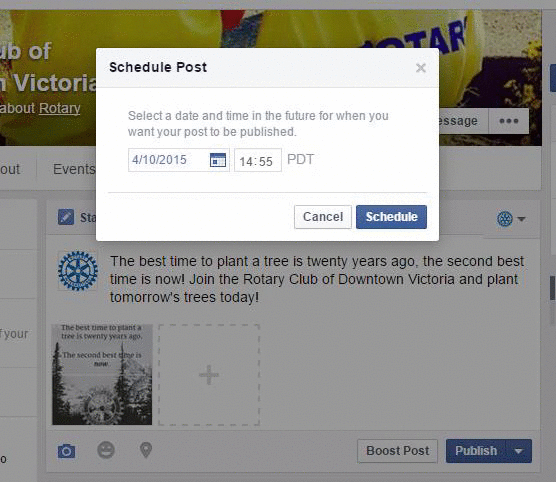 ub of
n Victoria
about Rotary
ROTAR
Schedule Post
×
Select a date and time in the future for when you
want your post to be published.
4/10/2015 14:55 PDT
Cancel Schedule
essage •••
out Events
Sta
The best time to plant a tree is twenty years ago, the second best
time is now! Join the Rotary Club of Downtown Victoria and plant
tomorrow's trees today!
The best time to plant a
tree is twenty years ago.
The second best time is
now.
+
f your
o
Boost Post Publish